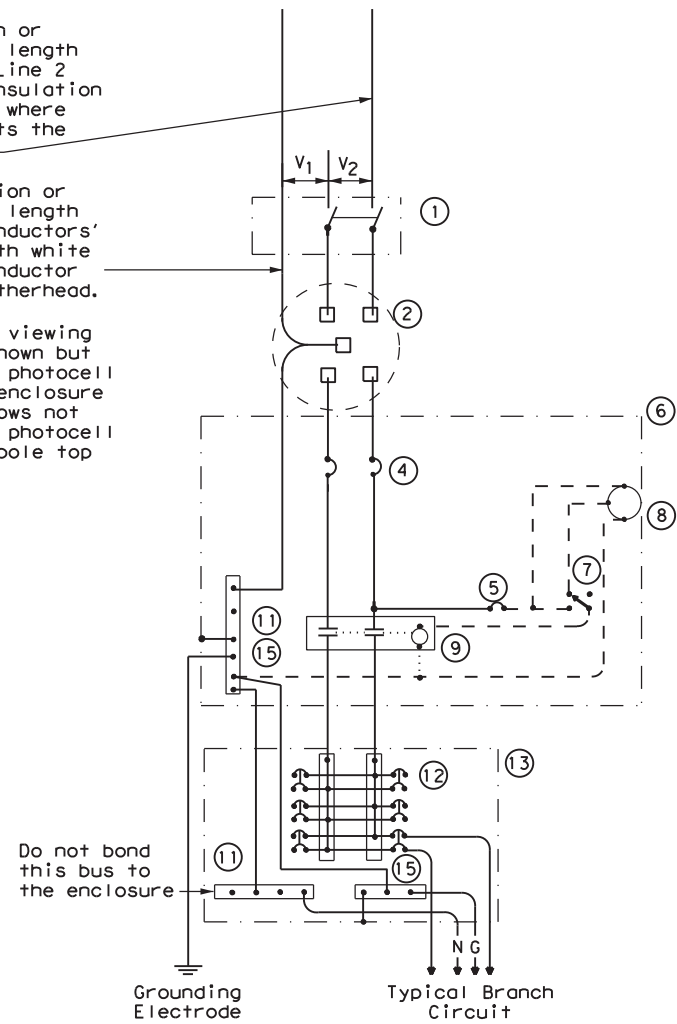 n or
length
Line 2
nsulation
where
ts the
V1 V2
ion or
length
nductors'
th white
nductor
therhead.
1
2
viewing
nown but
photocell
enclosure
ows not
photocell
pole top
6
4
8
5
7
11
15
9
13
12
Do not bond
this bus to
the enclosure
11
15
N G
Grounding
Electrode
Typical Branch
Circuit